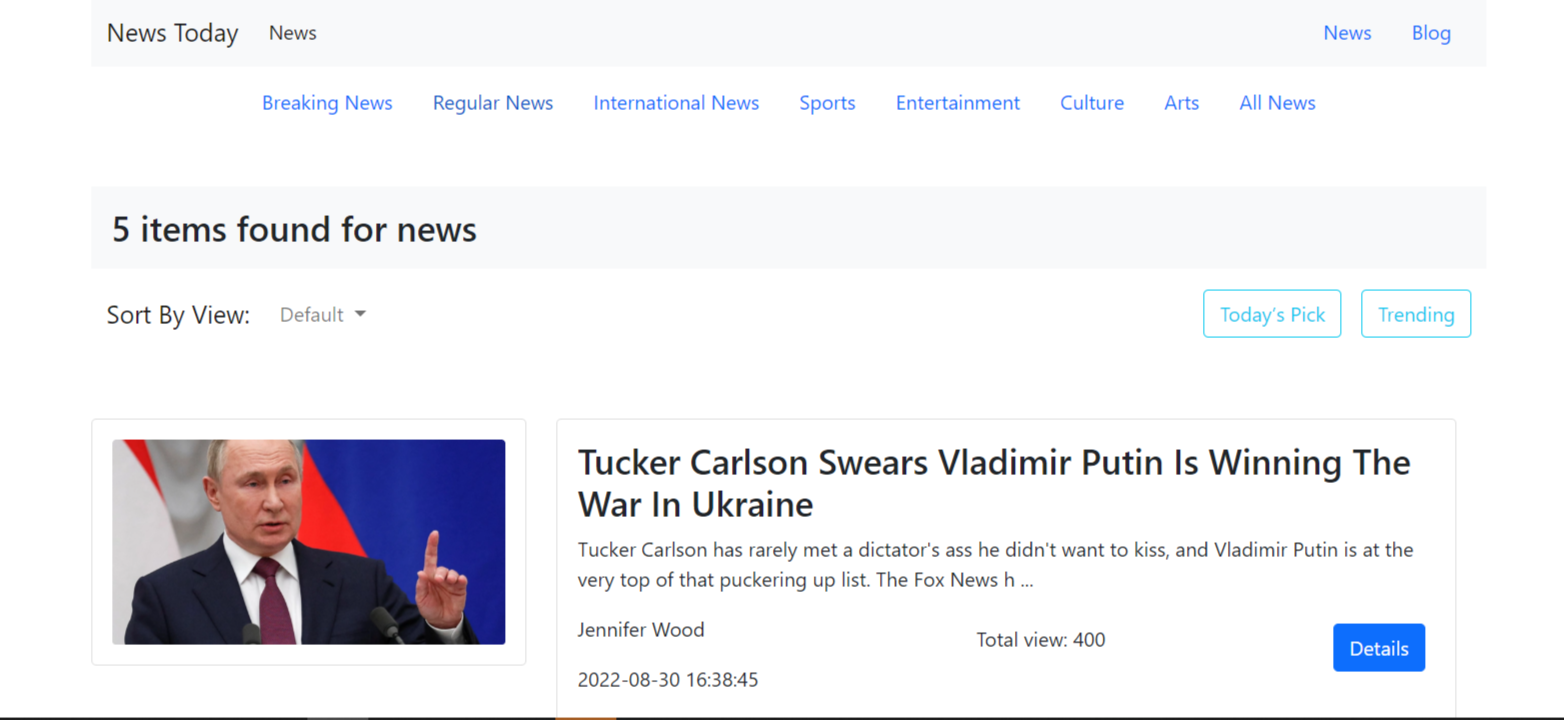 News Today News News Blog
Breaking News Regular News International News Sports Entertainment Culture Arts All News
5 items found for news
Sort By View: Default Today's Pick Trending
Tucker Carlson Swears Vladimir Putin Is Winning The
War In Ukraine
Tucker Carlson has rarely met a dictator's ass he didn't want to kiss, and Vladimir Putin is at the
very top of that puckering up list. The Fox News h ...
Jennifer Wood
Total view: 400
Details
2022-08-30 16:38:45